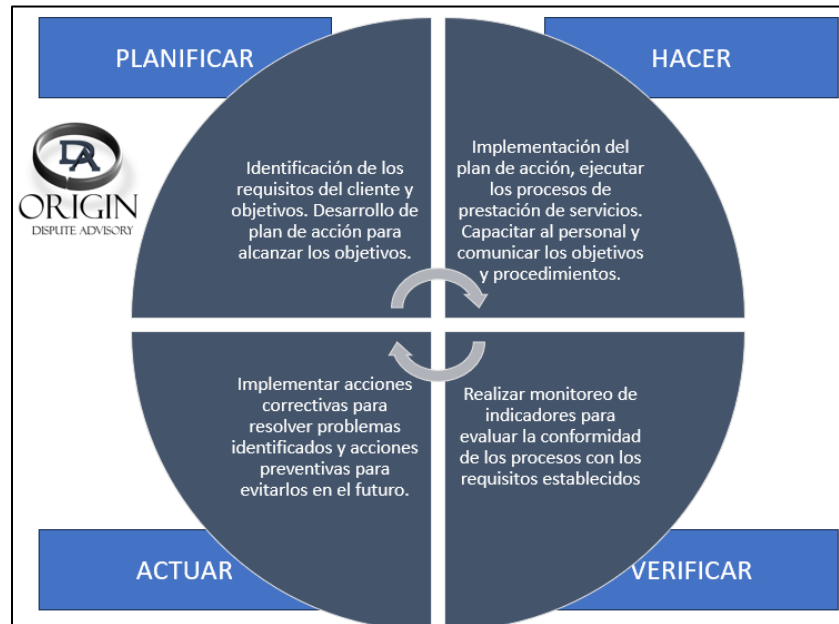 PLANIFICAR
HACER
DA
ORIGIN
DISPUTE ADVISORY
Identificación de los
requisitos del cliente y
objetivos. Desarrollo de
plan de acción para
alcanzar los objetivos.
Implementación del
plan de acción, ejecutar
los procesos de
prestación de servicios.
Capacitar al personal y
comunicar los objetivos
y procedimientos.
Implementar acciones
correctivas para
resolver problemas
identificados y acciones
preventivas para
evitarlos en el futuro.
Realizar monitoreo de
indicadores para
evaluar la conformidad
de los procesos con los
requisitos establecidos
ACTUAR
VERIFICAR